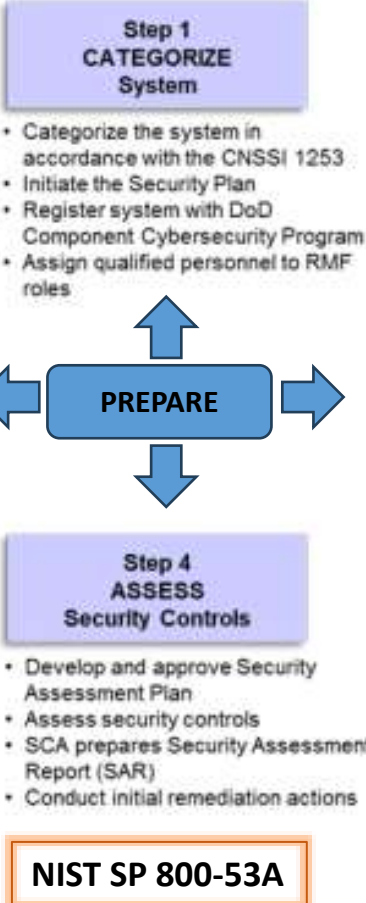 Step 1
CATEGORIZE
System
• Categorize the system in
accordance with the CNSSI 1253
• Initiate the Security Plan
• Register system with DoD
Component Cybersecurity Program
• Assign qualified personnel to RMF
roles
PREPARE
Step 4
ASSESS
Security Controls
• Develop and approve Security
Assessment Plan
• Assess security controls
• SCA prepares Security Assessment
Report (SAR)
• Conduct initial remediation actions
NIST SP 800-53A